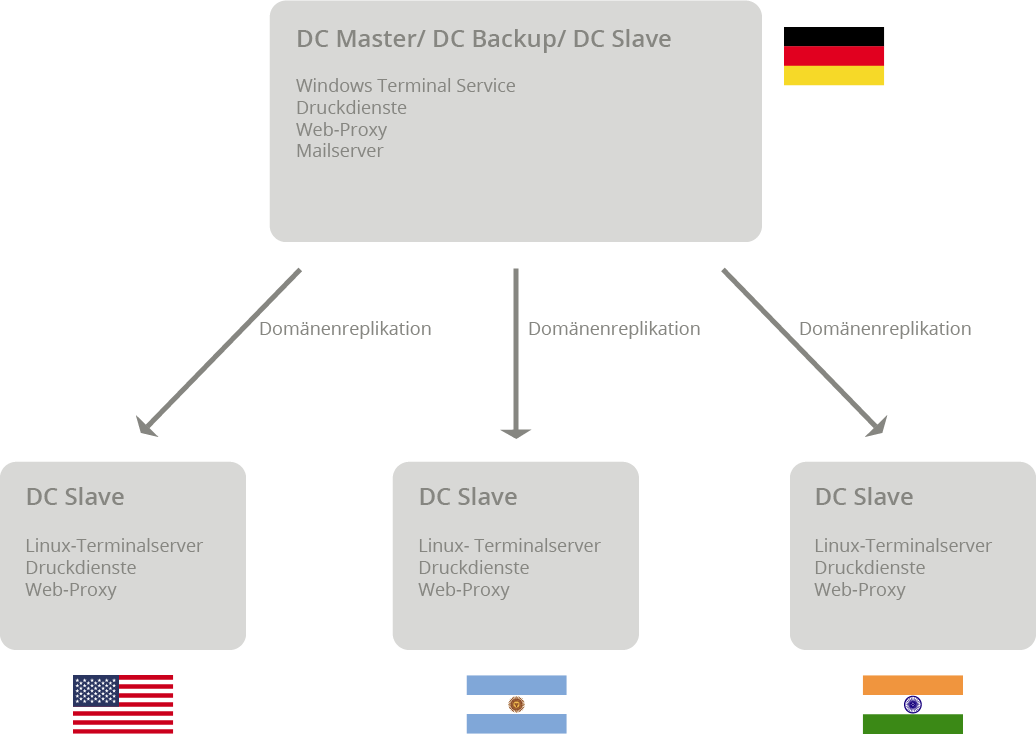 DC Master/ DC Backup/ DC Slave
Windows Terminal Service
Druckdienste
Web-Proxy
Mailserver
Domänenreplikation
Domänenreplikation
Domänenreplikation
DC Slave
Linux-Terminalserver
Druckdienste
Web-Proxy
DC Slave
Linux- Terminalserver
Druckdienste
Web-Proxy
DC Slave
Linux-Terminalserver
Druckdienste
Web-Proxy